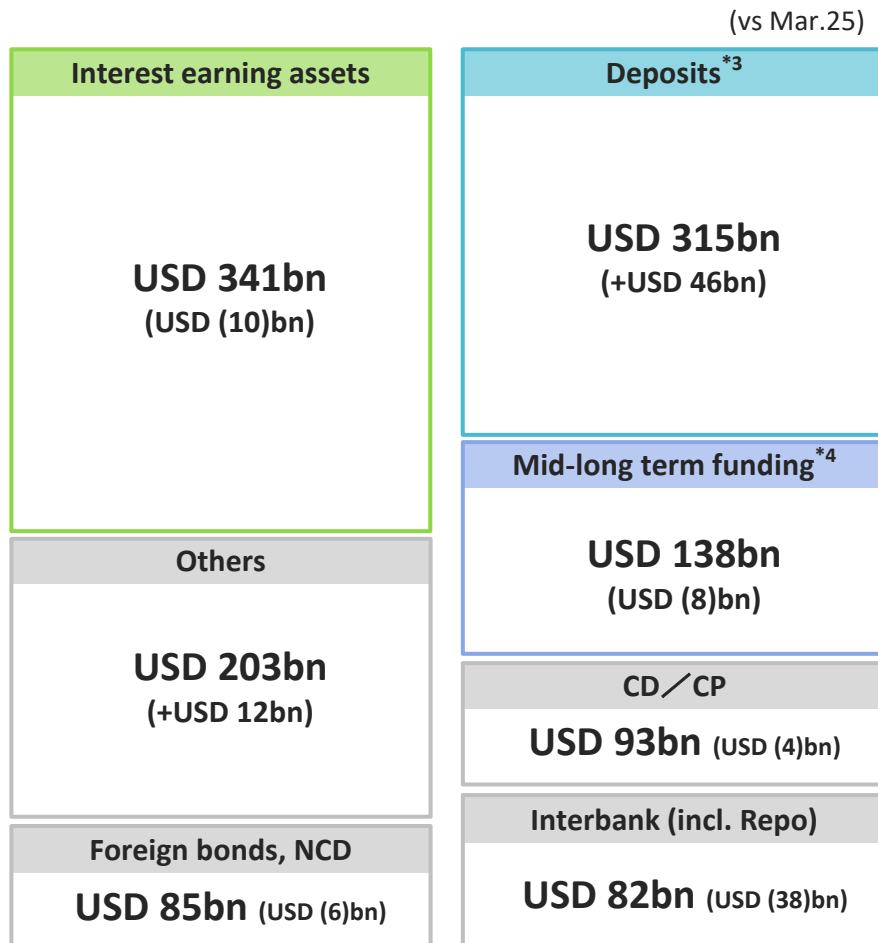 (vs Mar.25)
Interest earning assets
USD 341bn
(USD (10)bn)
Others
USD 203bn
(+USD 12bn)
Foreign bonds, NCD
USD 85bn (USD (6)bn)
Deposits*3
USD 315bn
(+USD 46bn)
Mid-long term funding*4
USD 138bn
(USD (8)bn)
CD／CP
USD 93bn (USD (4)bn)
Interbank (incl. Repo)
USD 82bn (USD (38)bn)